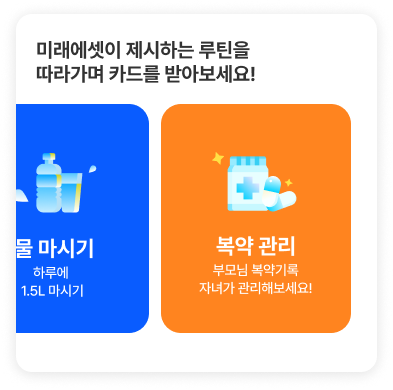 미래에셋이 제시하는 루틴을
따라가며 카드를 받아보세요!
물 마시기
하루에
1.5L 마시기
복약 관리
부모님 복약기록
자녀가 관리해보세요!